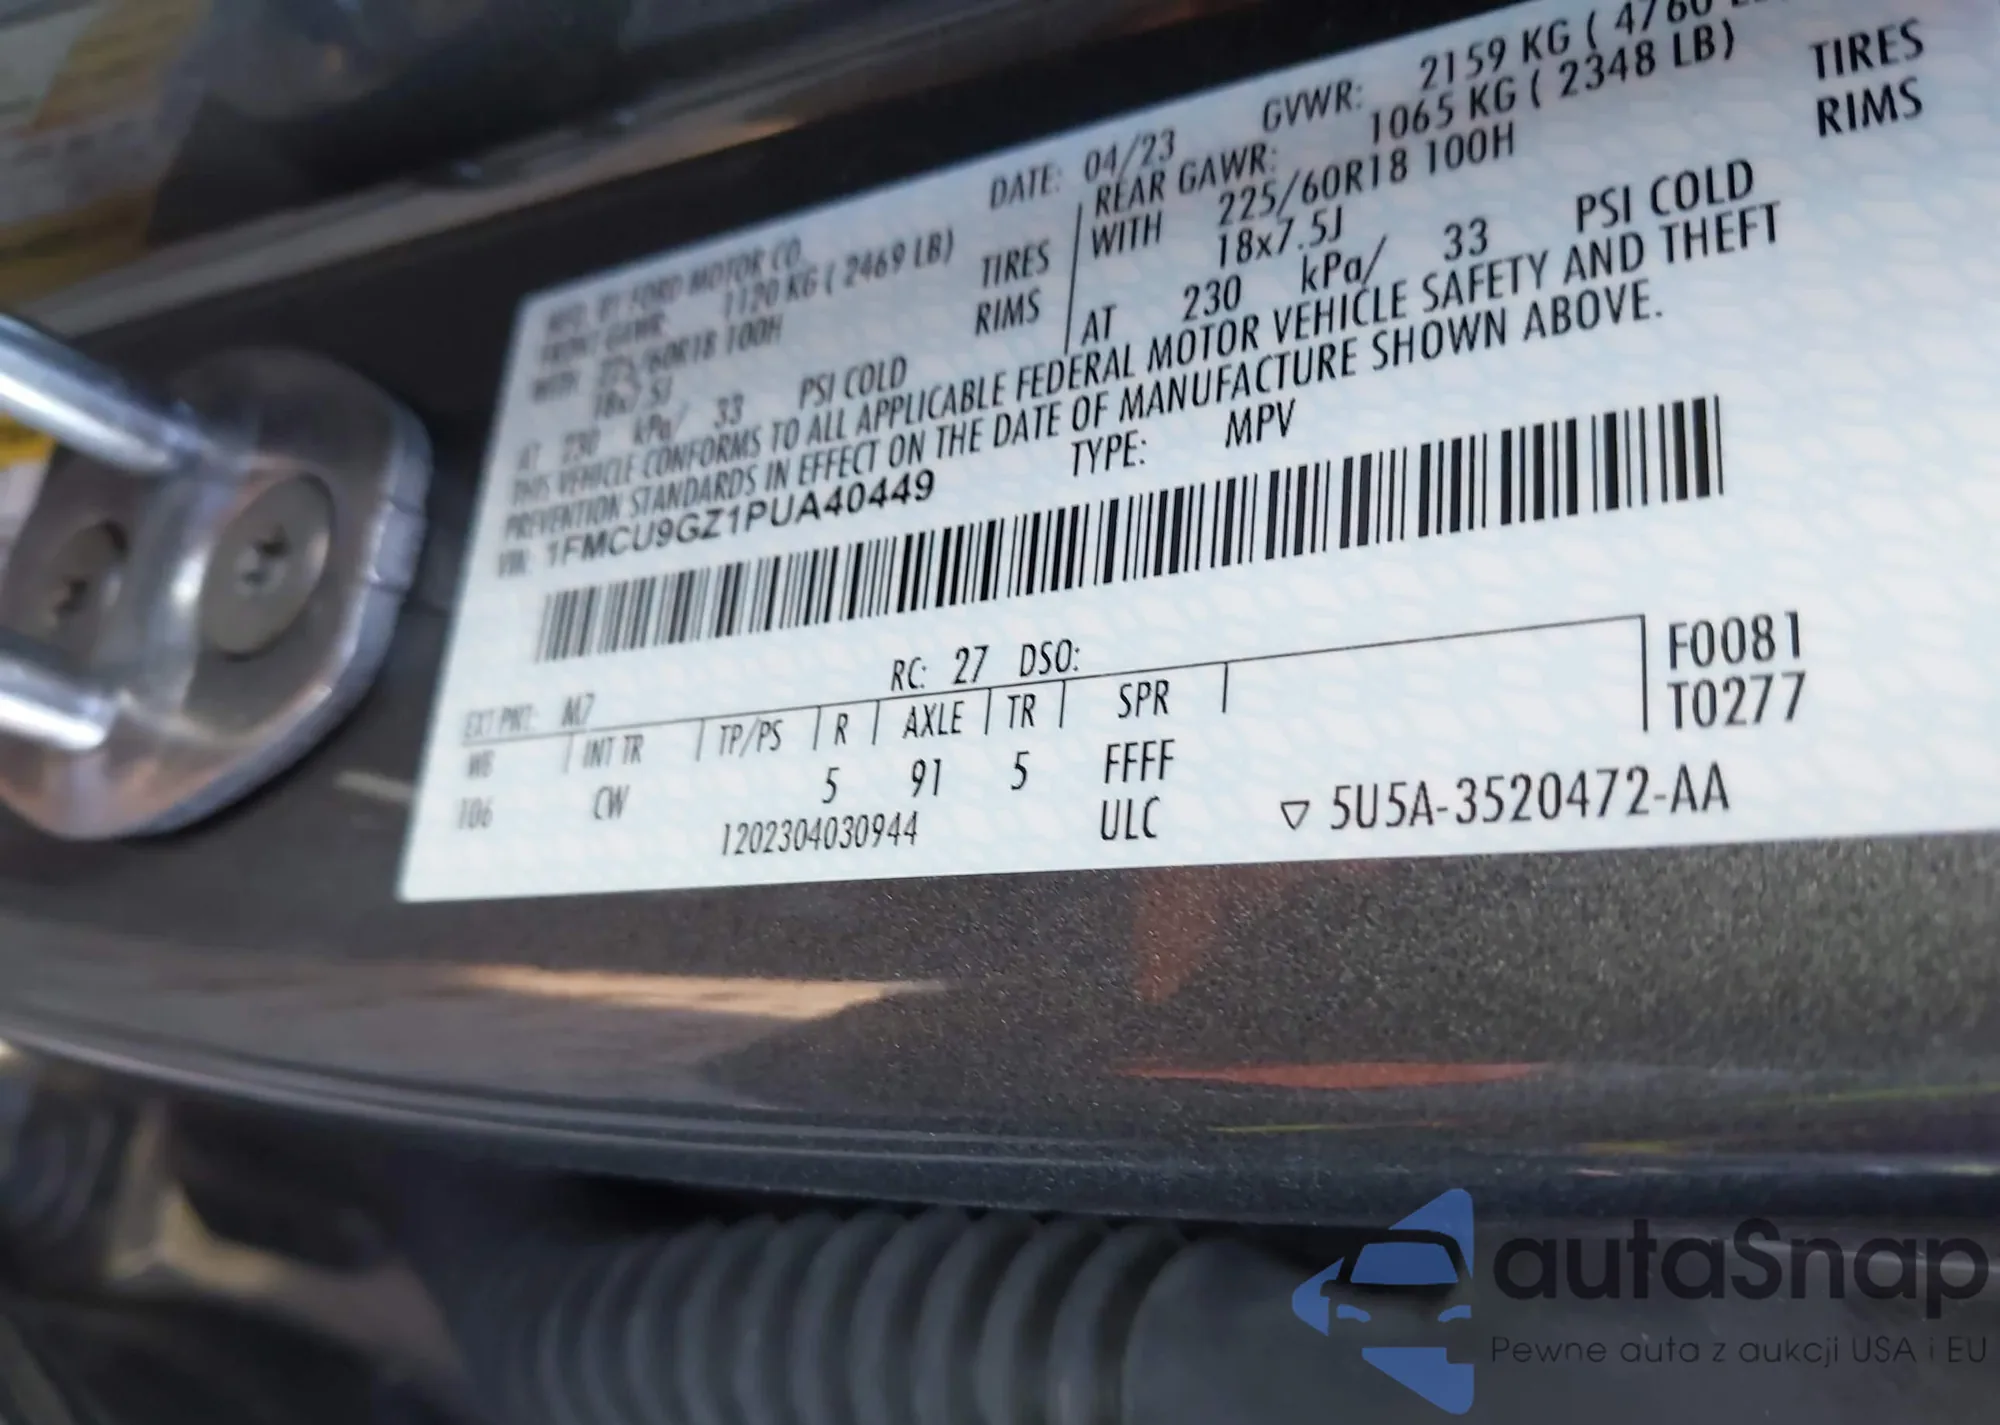 MFD. BY FORD MOTOR CO.
DATE: 04/23
GVWR: 2159 KG ( 4760
FRONT GAWR: 1120 KG ( 2469 LB)
REAR GAWR: 1065 KG ( 2348 LB)
WITH 225/60R18 100H TIRES
WITH 225/60R18 100H TIRES
18x7.5J RIMS
18x7.5J RIMS
AT 230 kPa/ 33 PSI COLD
AT 230 kPa/ 33 PSI COLD
THIS VEHICLE CONFORMS TO ALL APPLICABLE FEDERAL MOTOR VEHICLE SAFETY AND THEFT
PREVENTION STANDARDS IN EFFECT ON THE DATE OF MANUFACTURE SHOWN ABOVE.
VIN: 1FMCU9GZ1PUA40449
TYPE: MPV
F0081
T0277
EXT PNT: M7 RC: 27 DSO:
WB INT TR TP/PS R AXLE TR SPR
106 CW 5 91 5 FFFF
1202304030944 ULC ▽ 5U5A-3520472-AA
autaSnap
Pewne auta z aukcji USA i EU